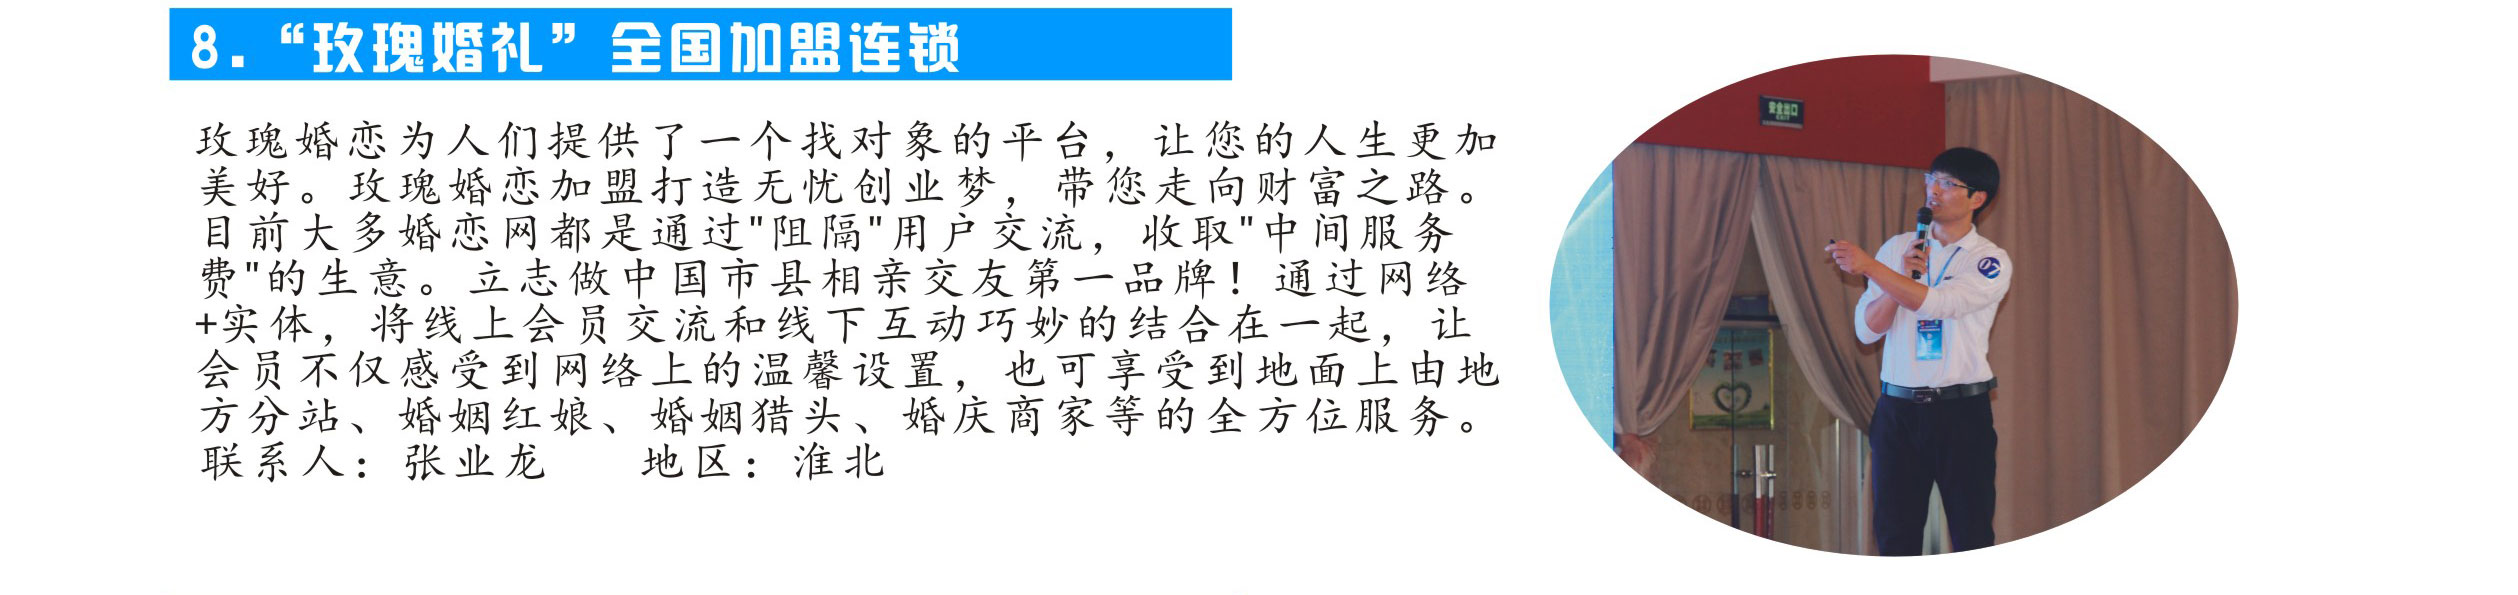 8.“玫瑰婚礼”全国加盟连锁
玫瑰婚恋为人们提供了一个找对象的平台，让您的人生更加
美好。玫瑰婚恋加盟打造无忧创业梦，带您走向财富之路。
目前大多婚恋网都是通过"阻隔"用户交流，收取"中间服务
费"的生意。立志做中国市县相亲交友第一品牌！通过网络
+实体，将线上会员交流和线下互动巧妙的结合在一起，让
会员不仅感受到网络上的温馨设置，也可享受到地面上由地
方分站、婚姻红娘、婚姻猎头、婚庆商家等的全方位服务。
联系人：张业龙　　地区：淮北
安全出口
EXIT
07